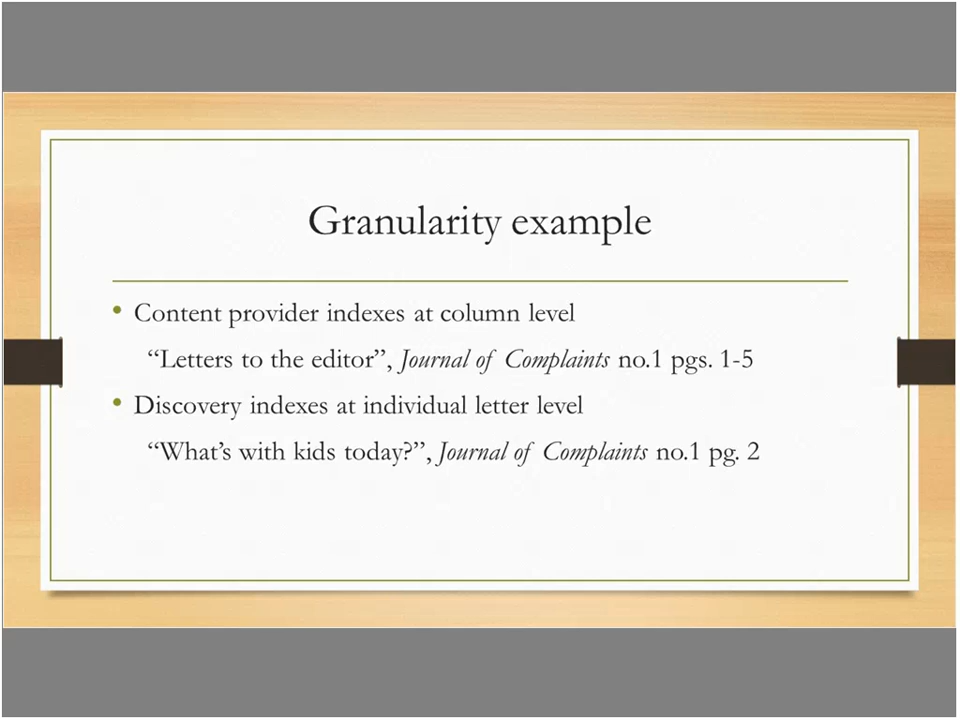 Granularity example
• Content provider indexes at column level
“Letters to the editor”, Journal of Complaints no.1 pgs. 1-5
• Discovery indexes at individual letter level
“What’s with kids today?”, Journal of Complaints no.1 pg. 2